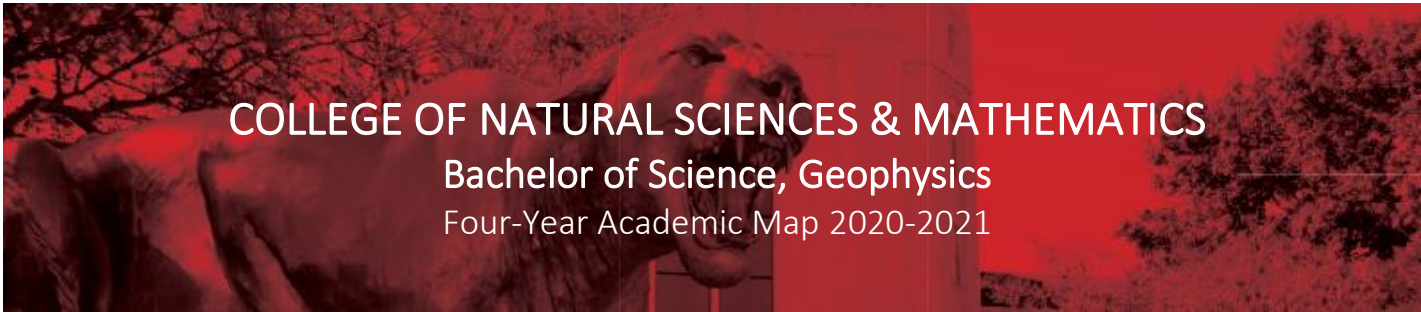 COLLEGE OF NATURAL SCIENCES & MATHEMATICS
Bachelor of Science, Geophysics
Four-Year Academic Map 2020-2021